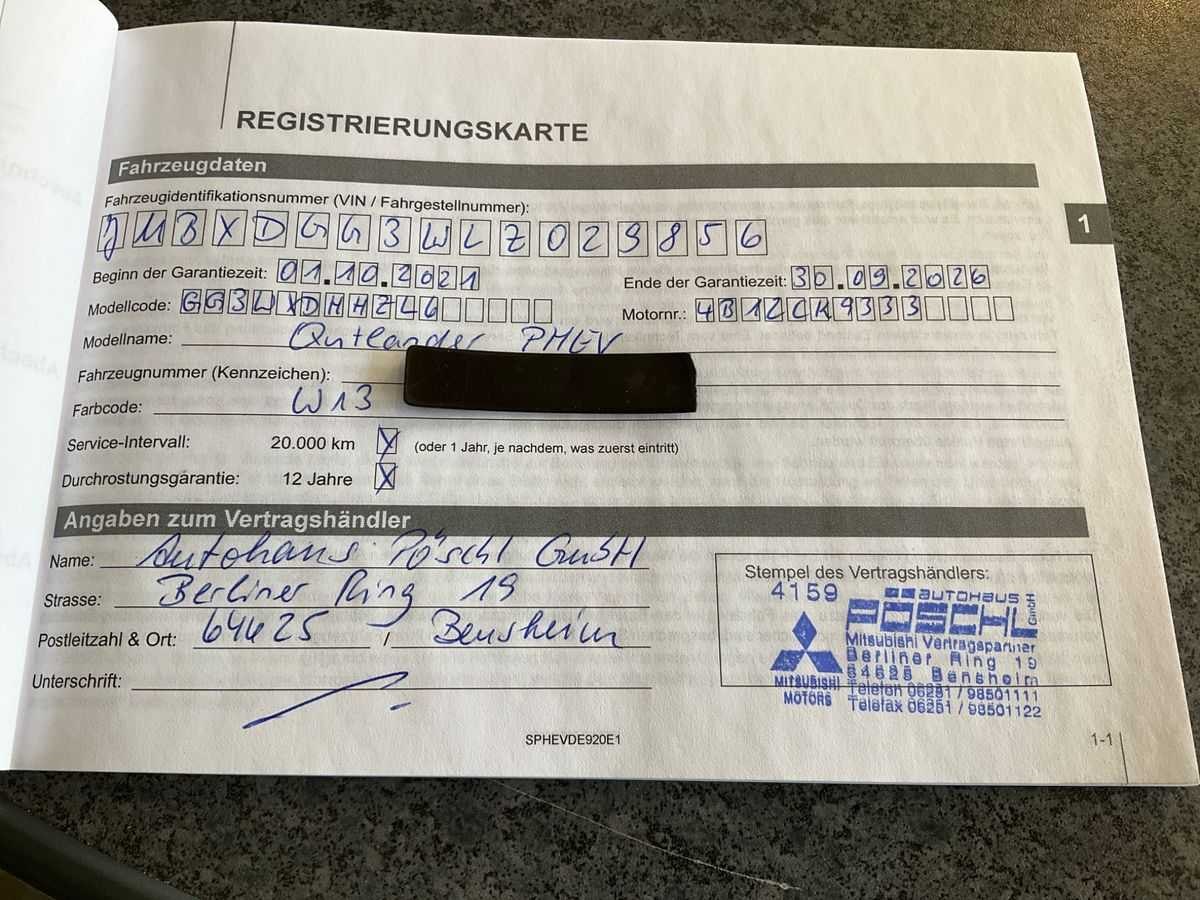 REGISTRIERUNGSKARTE
Fahrzeugdaten
Fahrzeugidentifikationsnummer (VIN / Fahrgestellnummer):
JMBXDGG3WLZ029856
1
Beginn der Garantiezeit: 01.10.2021 Ende der Garantiezeit: 30.09.2026
Modellcode: GG3WXDHHZL6 Motornr.: 4B12CK9333
Modellname: Outlander PHEV
Fahrzeugnummer (Kennzeichen):
Farbcode: W13
Service-Intervall: 20.000 km X (oder 1 Jahr, je nachdem, was zuerst eintritt)
Durchrostungsgarantie: 12 Jahre X
Angaben zum Vertragshändler
Name: Autohaus Pöschl GmbH
Strasse: Berliner Ring 19
Postleitzahl & Ort: 64625 / Bensheim
Unterschrift:
Stempel des Vertragshändlers:
4159
AUTOHAUS
PÖSCHL GmbH
Mitsubishi Vertragspartner
Berliner Ring 19
64625 Bensheim
Telefon 06251 / 98501111
Telefax 06251 / 98501122
MITSUBISHI
MOTORS
SPHEVDE920E1
1-1